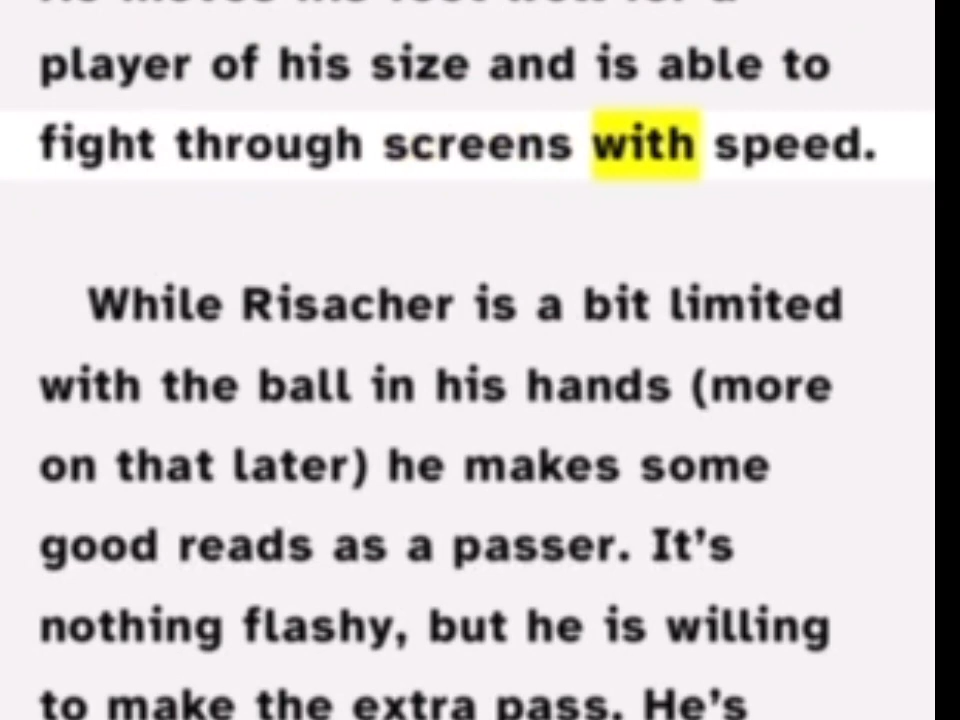 player of his size and is able to
fight through screens with speed.
While Risacher is a bit limited
with the ball in his hands (more
on that later) he makes some
good reads as a passer. It's
nothing flashy, but he is willing
to make the extra pass. He's